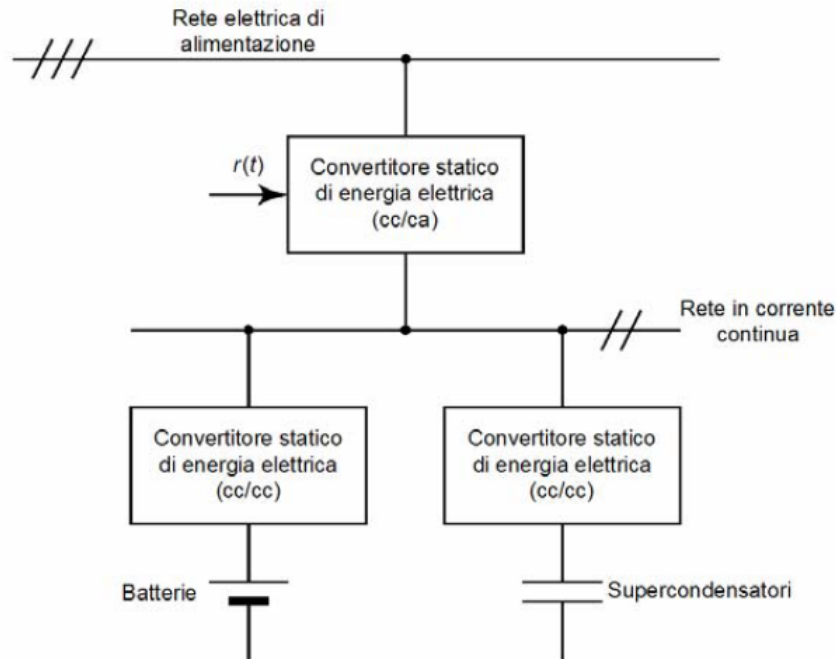 Rete elettrica di
alimentazione
r(t)
Convertitore statico
di energia elettrica
(cc/ca)
Rete in corrente
continua
Convertitore statico
di energia elettrica
(cc/cc)
Convertitore statico
di energia elettrica
(cc/cc)
Batterie
Supercondensatori